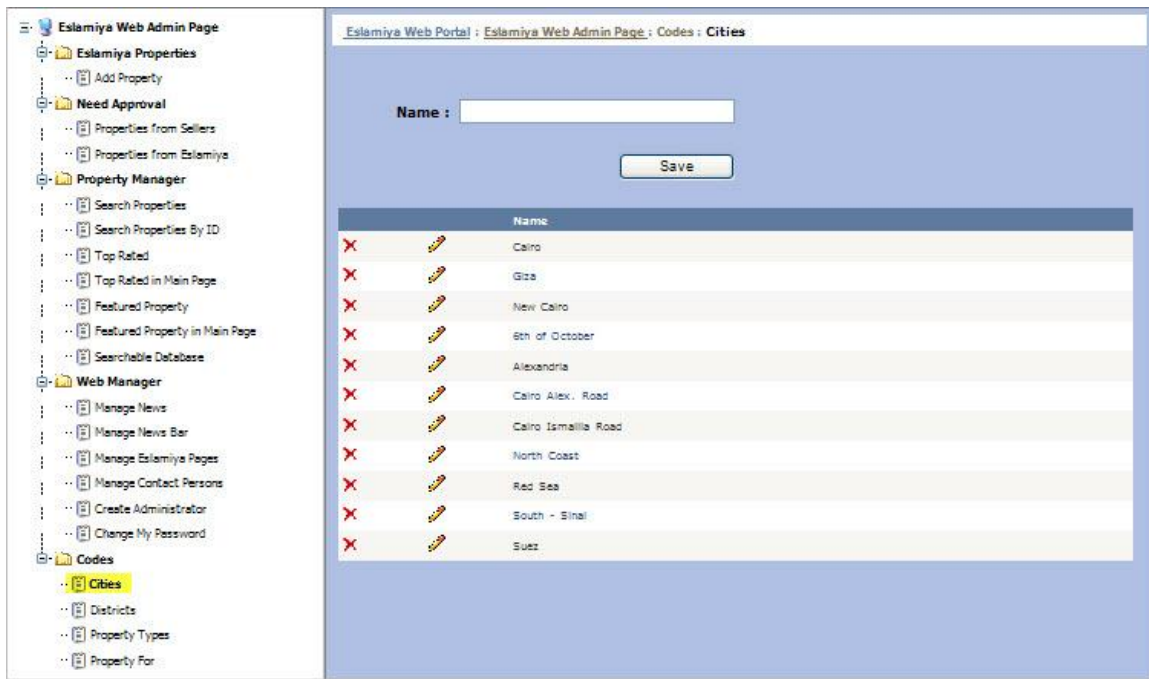 Eslamiya Web Admin Page
Eslamiya Properties
Add Property
Need Approval
Properties from Sellers
Properties from Eslamiya
Property Manager
Search Properties
Search Properties By ID
Top Rated
Top Rated in Main Page
Featured Property
Featured Property in Main Page
Searchable Database
Web Manager
Manage News
Manage News Bar
Manage Eslamiya Pages
Manage Contact Persons
Create Administrator
Change My Password
Codes
Cities
Districts
Property Types
Property For
Eslamiya Web Portal : Eslamiya Web Admin Page : Codes : Cities
Name :
Save
Name
Cairo
Giza
New Cairo
6th of October
Alexandria
Cairo Alex. Road
Cairo Ismailia Road
North Coast
Red Sea
South - Sinai
Suez